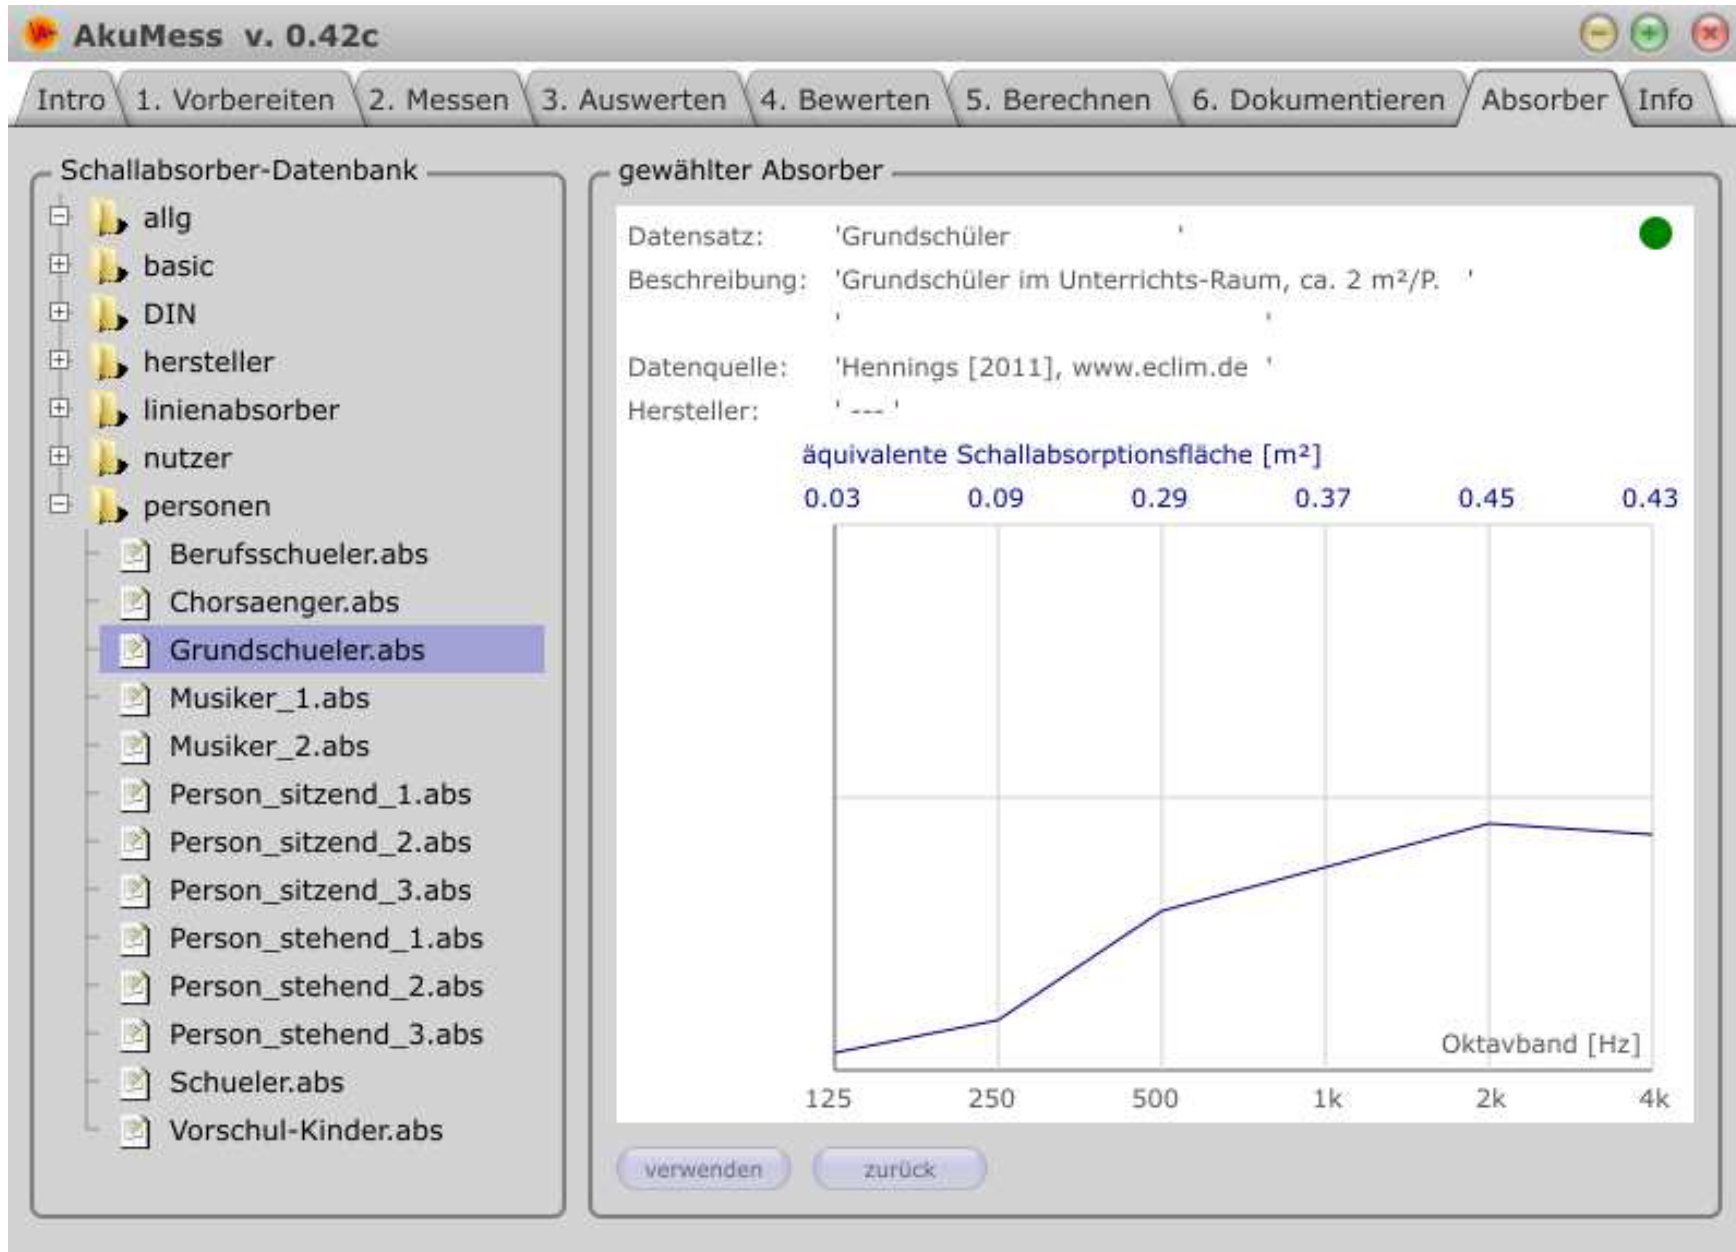 AkuMess v. 0.42c
Intro 1. Vorbereiten 2. Messen 3. Auswerten 4. Bewerten 5. Berechnen 6. Dokumentieren Absorber Info
Schallabsorber-Datenbank
allg
basic
DIN
hersteller
linienabsorber
nutzer
personen
Berufsschueler.abs
Chorsaenger.abs
Grundschueler.abs
Musiker_1.abs
Musiker_2.abs
Person_sitzend_1.abs
Person_sitzend_2.abs
Person_sitzend_3.abs
Person_stehend_1.abs
Person_stehend_2.abs
Person_stehend_3.abs
Schueler.abs
Vorschul-Kinder.abs
gewählter Absorber
Datensatz: 'Grundschüler '
Beschreibung: 'Grundschüler im Unterrichts-Raum, ca. 2 m²/P. '
' '
Datenquelle: 'Hennings [2011], www.eclim.de '
Hersteller: ' --- '
äquivalente Schallabsorptionsfläche [m²]
0.03 0.09 0.29 0.37 0.45 0.43
Oktavband [Hz]
125 250 500 1k 2k 4k
verwenden zurück